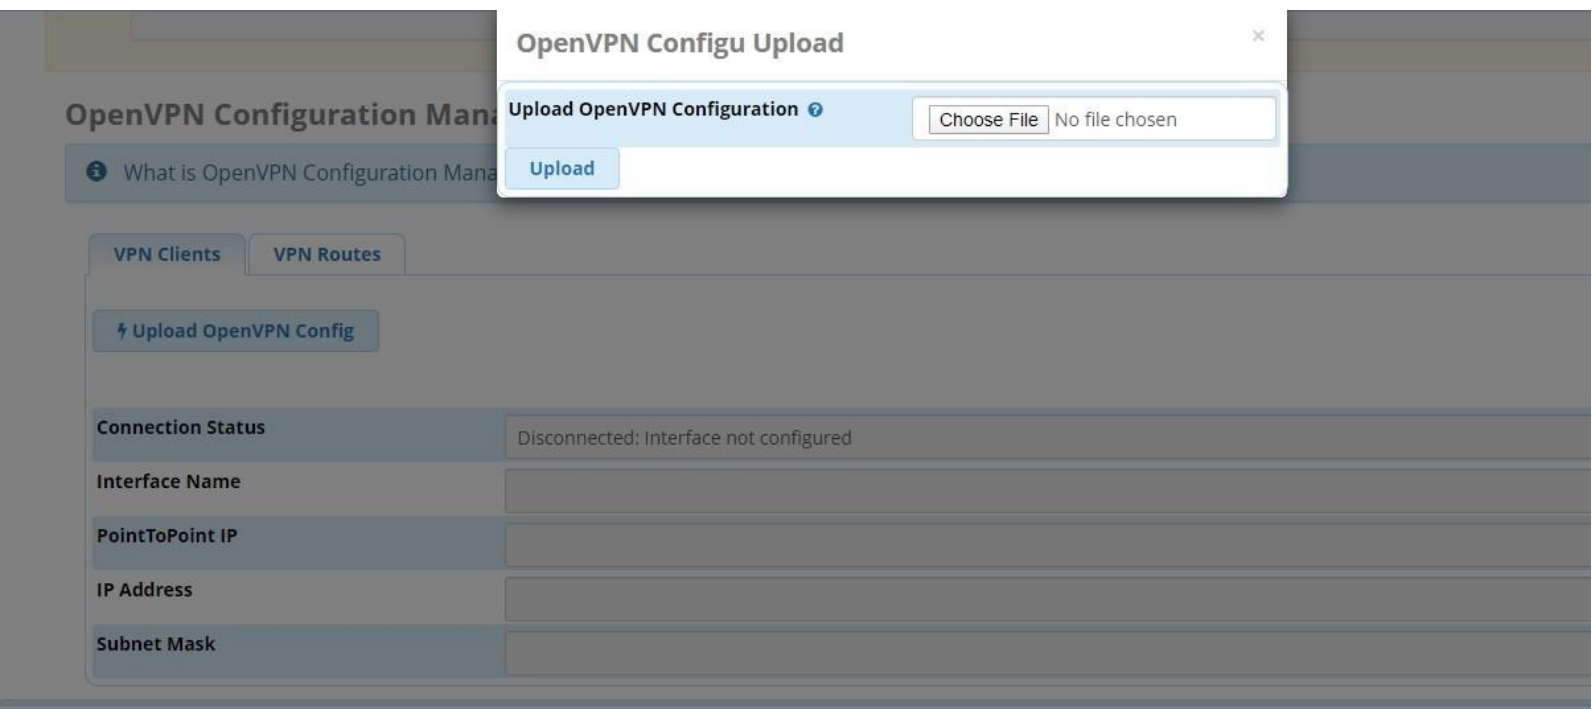 OpenVPN Configu Upload
×
Upload OpenVPN Configuration
Choose File No file chosen
Upload
OpenVPN Configuration Mana
What is OpenVPN Configuration Mana
VPN Clients
VPN Routes
Upload OpenVPN Config
Connection Status
Disconnected: Interface not configured
Interface Name
PointToPoint IP
IP Address
Subnet Mask